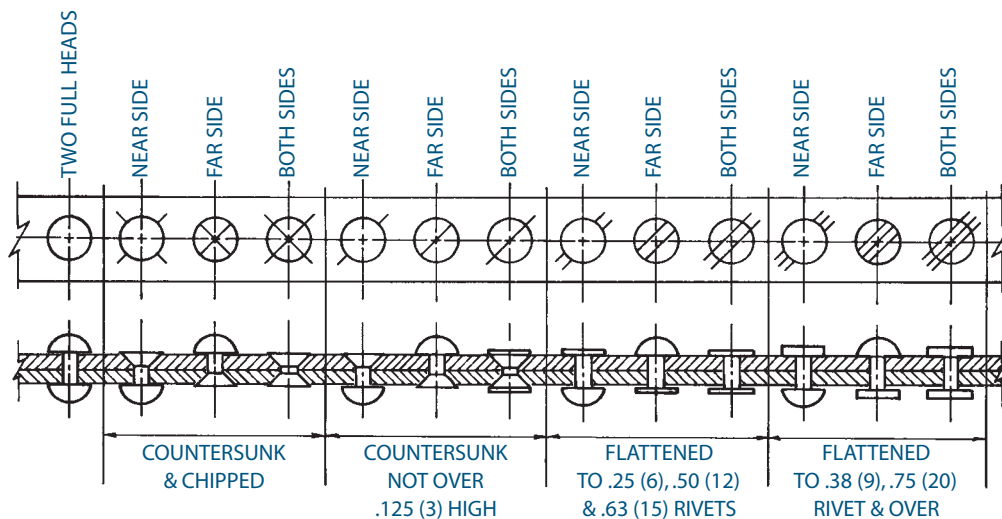 TWO FULL HEADS
NEAR SIDE
FAR SIDE
BOTH SIDES
NEAR SIDE
FAR SIDE
BOTH SIDES
NEAR SIDE
FAR SIDE
BOTH SIDES
NEAR SIDE
FAR SIDE
BOTH SIDES
COUNTERSUNK
& CHIPPED
COUNTERSUNK
NOT OVER
.125 (3) HIGH
FLATTENED
TO .25 (6), .50 (12)
& .63 (15) RIVETS
FLATTENED
TO .38 (9), .75 (20)
RIVET & OVER